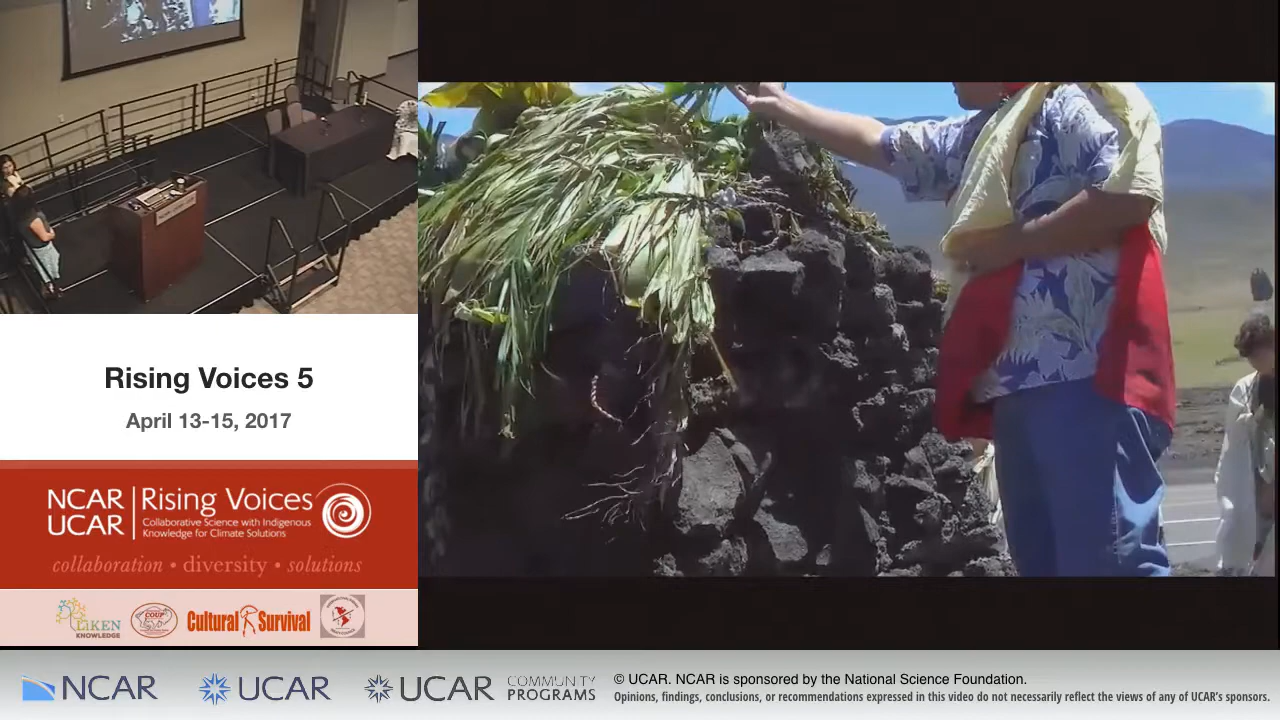 Rising Voices 5
April 13-15, 2017
NCAR
UCAR
Rising Voices
Collaborative Science with Indigenous
Knowledge for Climate Solutions
collaboration • diversity • solutions
LiKEN
KNOWLEDGE
COUP
Cultural Survival
NCAR
UCAR
UCAR
COMMUNITY
PROGRAMS
© UCAR. NCAR is sponsored by the National Science Foundation.
Opinions, findings, conclusions, or recommendations expressed in this video do not necessarily reflect the views of any of UCAR's sponsors.